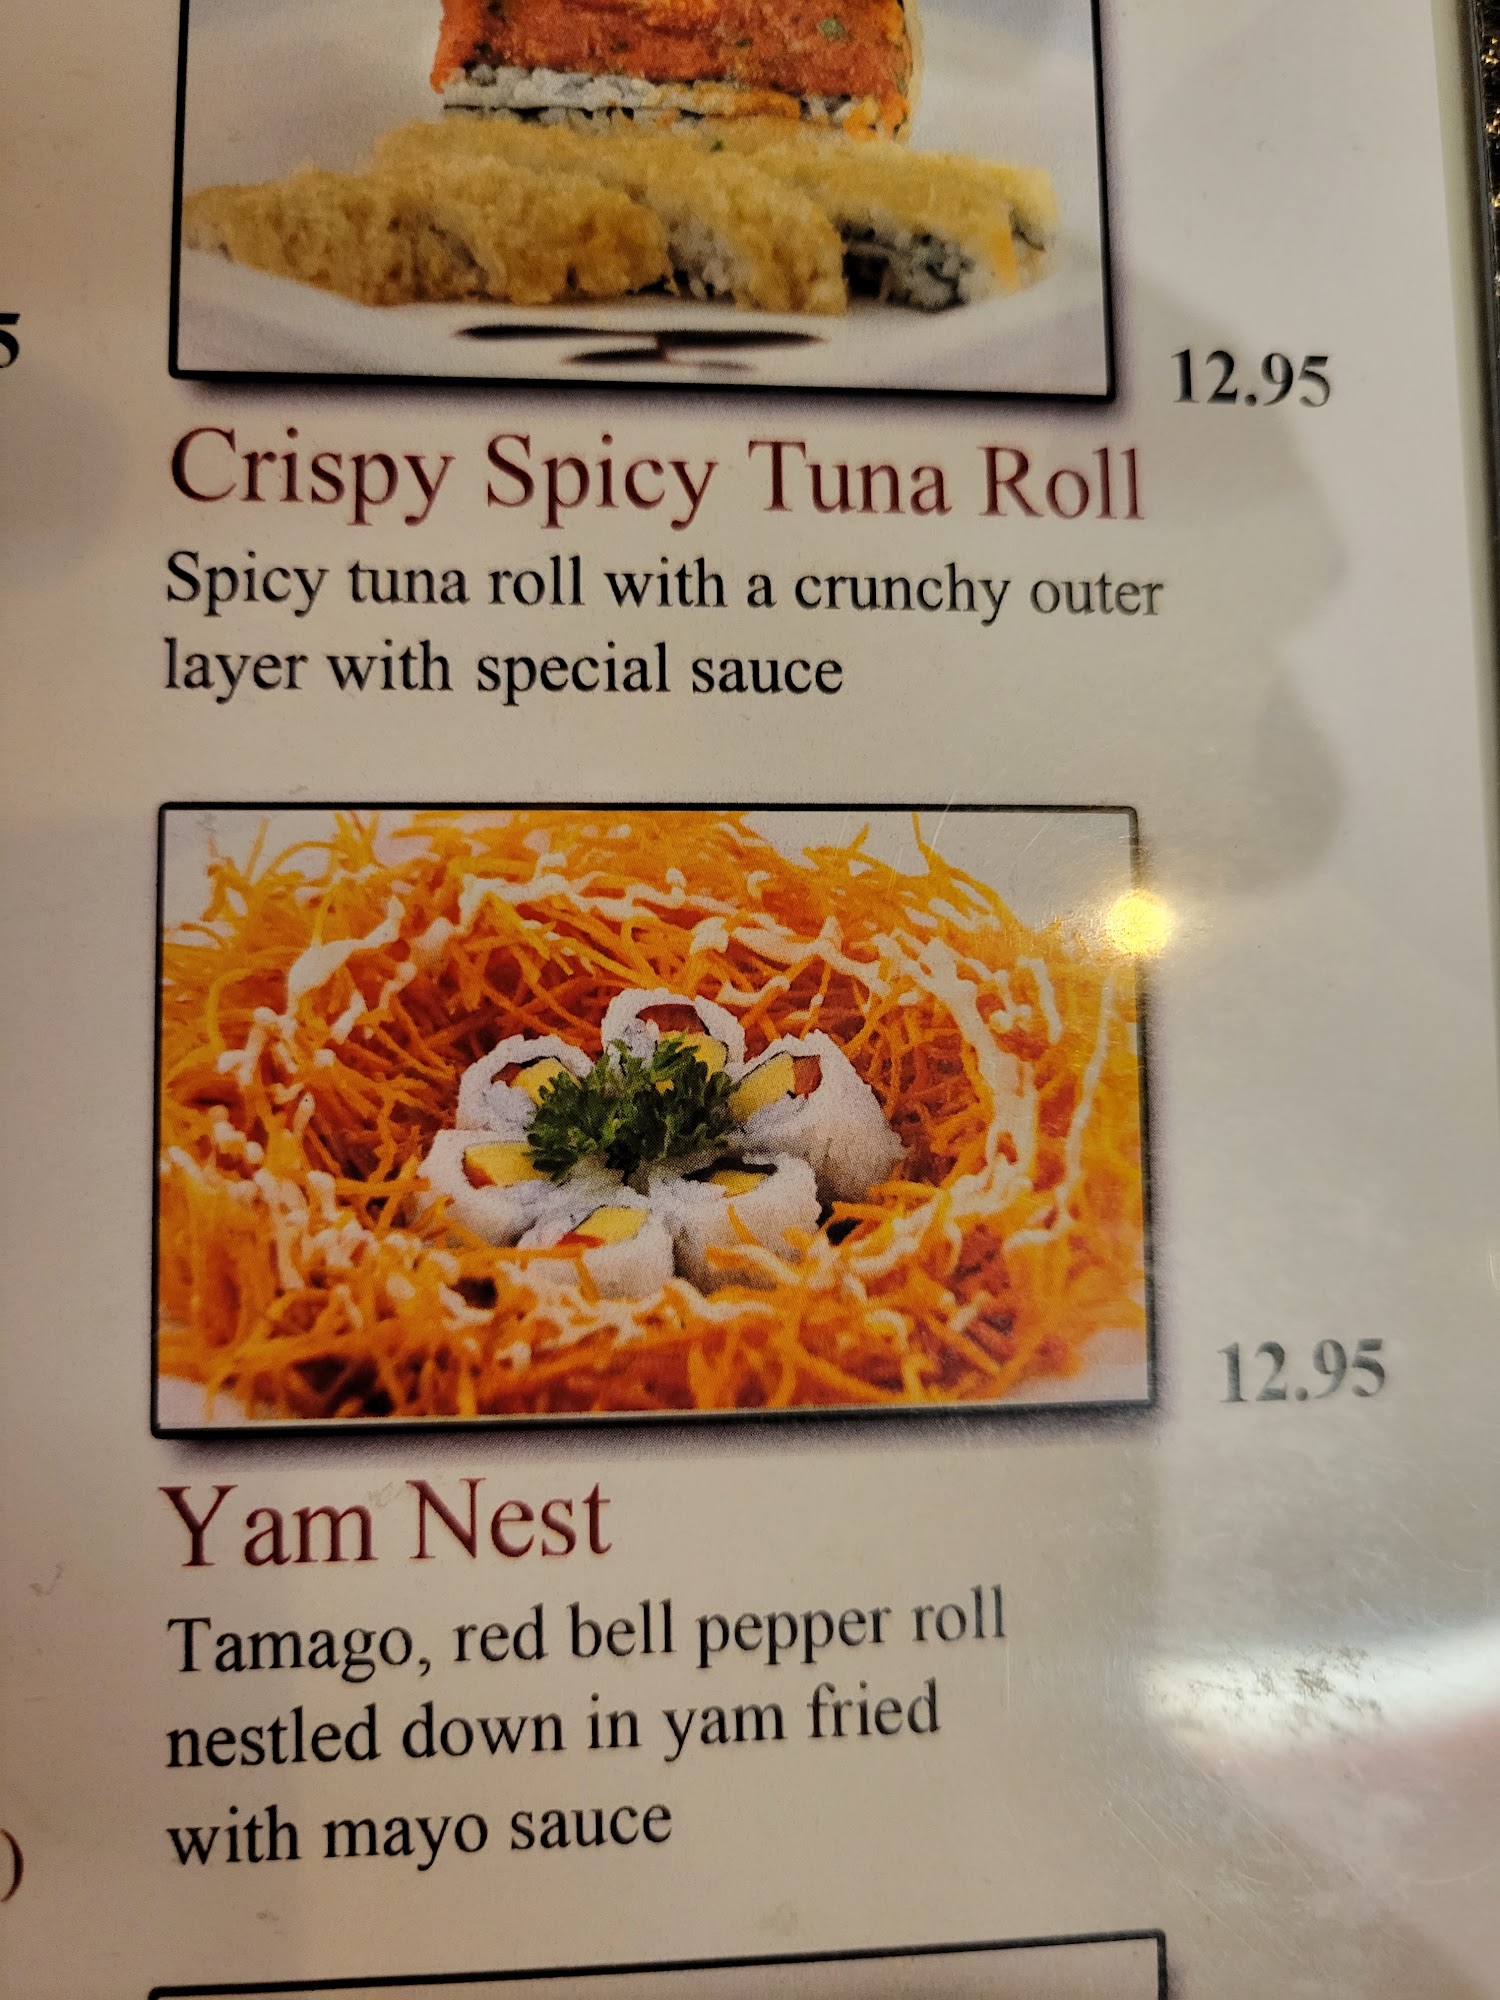 5
12.95
Crispy Spicy Tuna Roll
Spicy tuna roll with a crunchy outer
layer with special sauce
12.95
Yam Nest
Tamago, red bell pepper roll
nestled down in yam fried
with mayo sauce
)